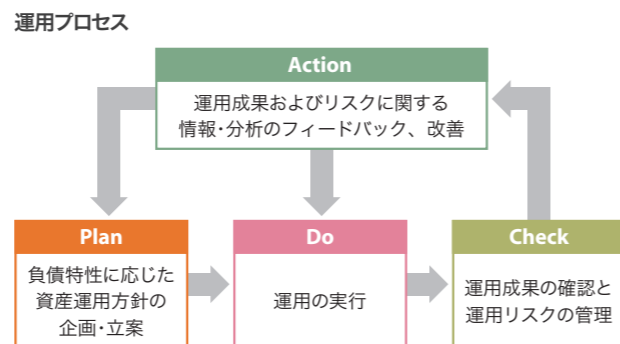 運用プロセス
Action
運用成果およびリスクに関する
情報・分析のフィードバック、改善
Plan
負債特性に応じた
資産運用方針の
企画・立案
Do
運用の実行
Check
運用成果の確認と
運用リスクの管理